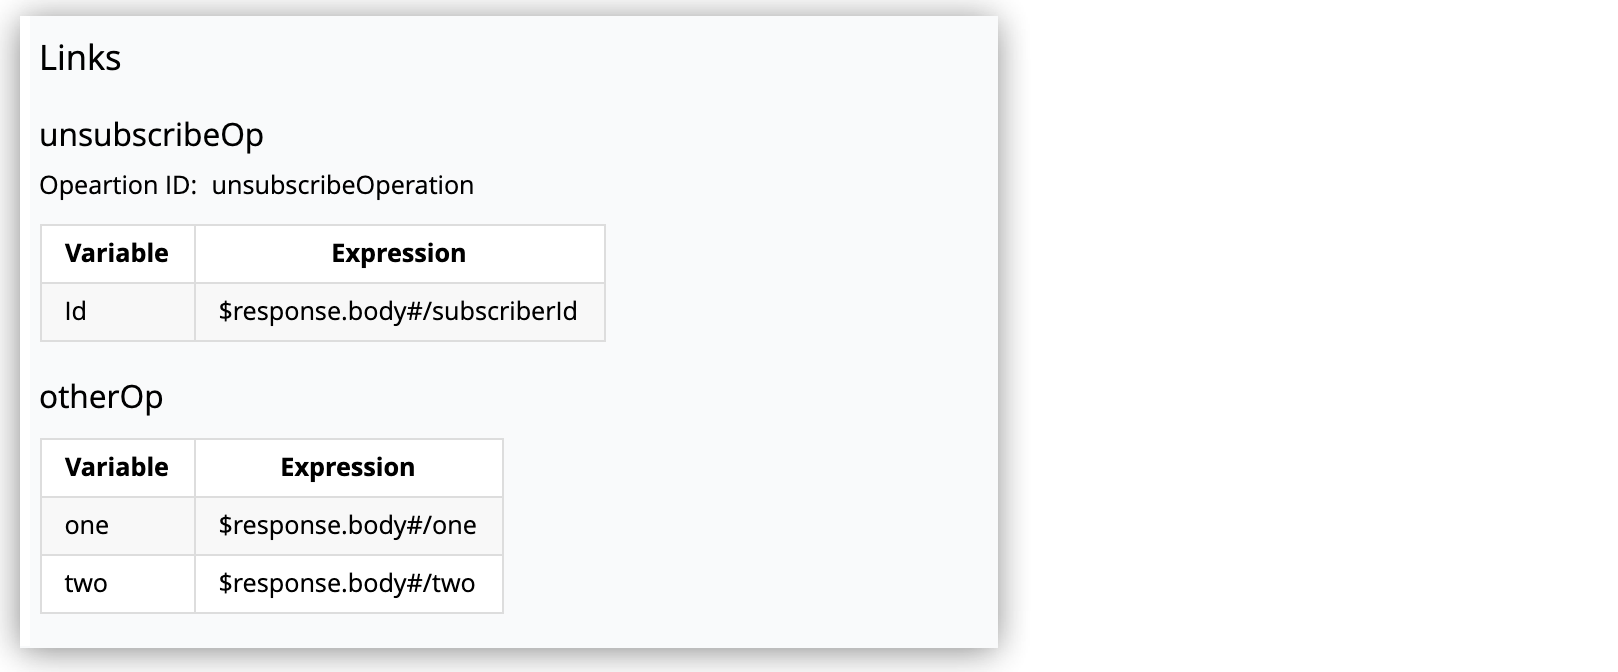 Links
unsubscribeOp
Opeartion ID: unsubscribeOperation
Variable Expression
Id $response.body#/subscriberId
otherOp
Variable Expression
one $response.body#/one
two $response.body#/two